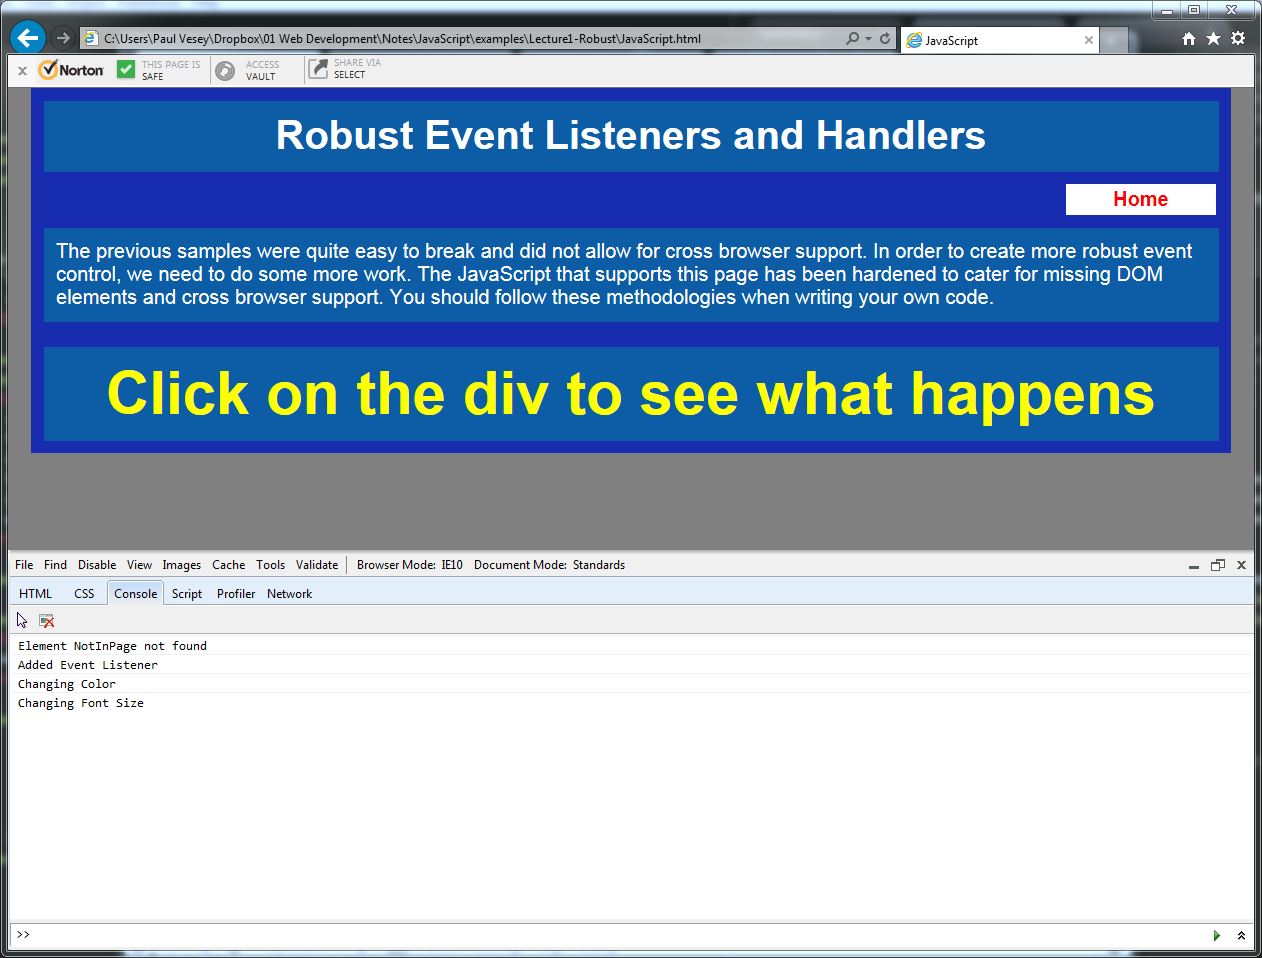 C:\Users\Paul Vesey\Dropbox\01 Web Development\Notes\JavaScript\examples\Lecture1-Robust\JavaScript.html
JavaScript
Norton
THIS PAGE IS
SAFE
ACCESS
VAULT
SHARE VIA
SELECT
Robust Event Listeners and Handlers
Home
The previous samples were quite easy to break and did not allow for cross browser support. In order to create more robust event
control, we need to do some more work. The JavaScript that supports this page has been hardened to cater for missing DOM
elements and cross browser support. You should follow these methodologies when writing your own code.
Click on the div to see what happens
File Find Disable View Images Cache Tools Validate Browser Mode: IE10 Document Mode: Standards
HTML CSS Console Script Profiler Network
Element NotInPage not found
Added Event Listener
Changing Color
Changing Font Size
>>